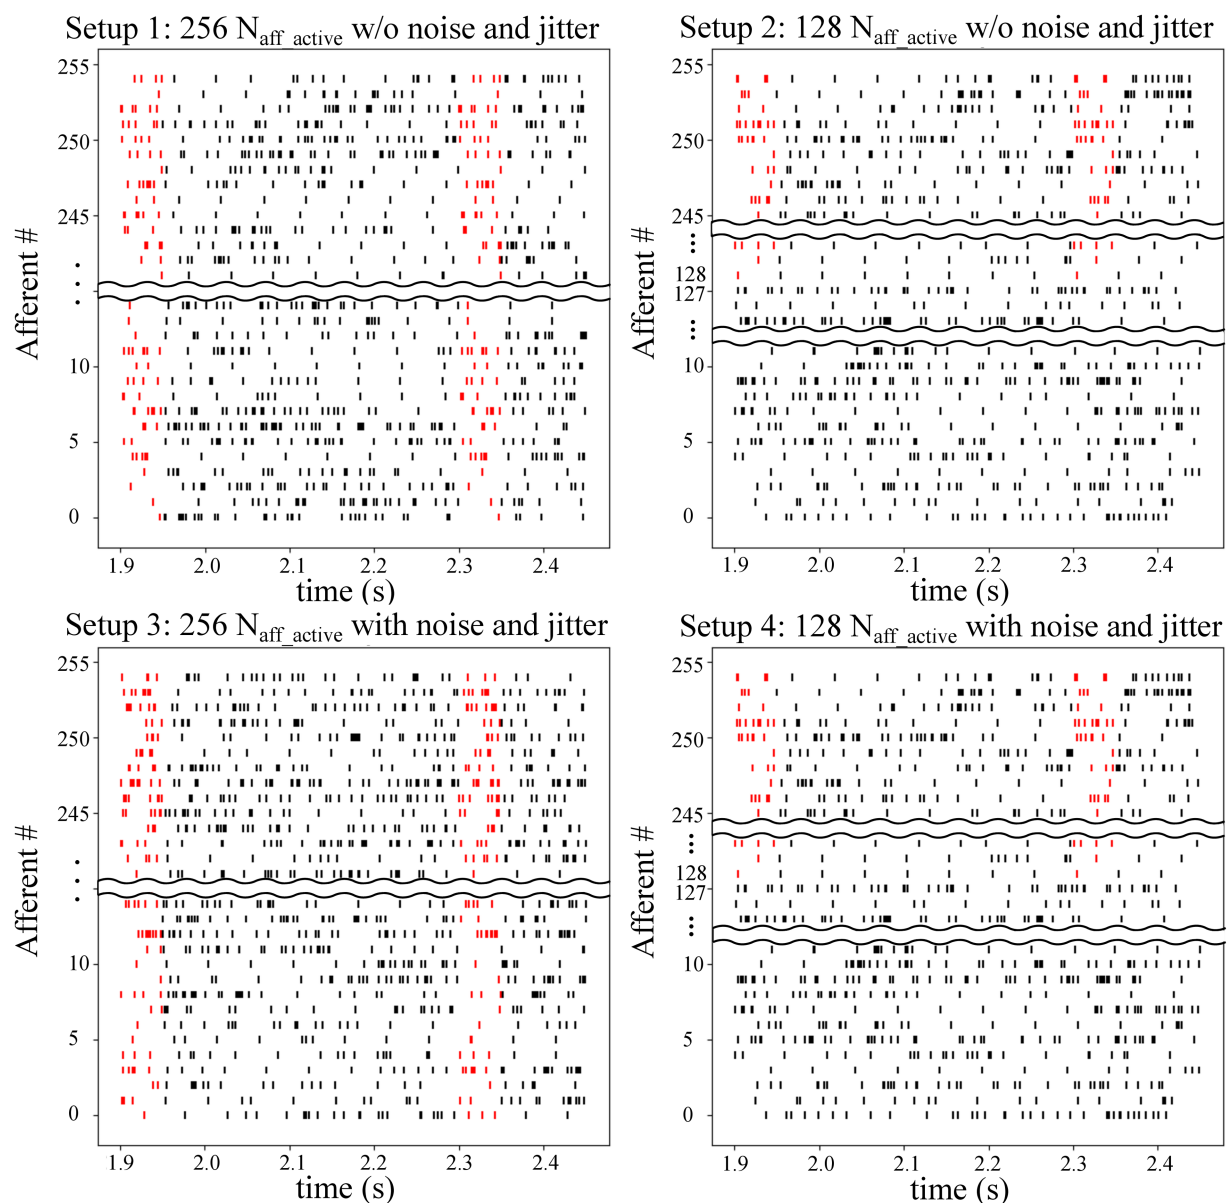 Setup 1: 256 Naff_active w/o noise and jitter
255
250
245
10
5
0
Afferent #
1.9 2.0 2.1 2.2 2.3 2.4
time (s)
Setup 2: 128 Naff_active w/o noise and jitter
255
250
245
128
127
10
5
0
Afferent #
1.9 2.0 2.1 2.2 2.3 2.4
time (s)
Setup 3: 256 Naff_active with noise and jitter
255
250
245
10
5
0
Afferent #
1.9 2.0 2.1 2.2 2.3 2.4
time (s)
Setup 4: 128 Naff_active with noise and jitter
255
250
245
128
127
10
5
0
Afferent #
1.9 2.0 2.1 2.2 2.3 2.4
time (s)